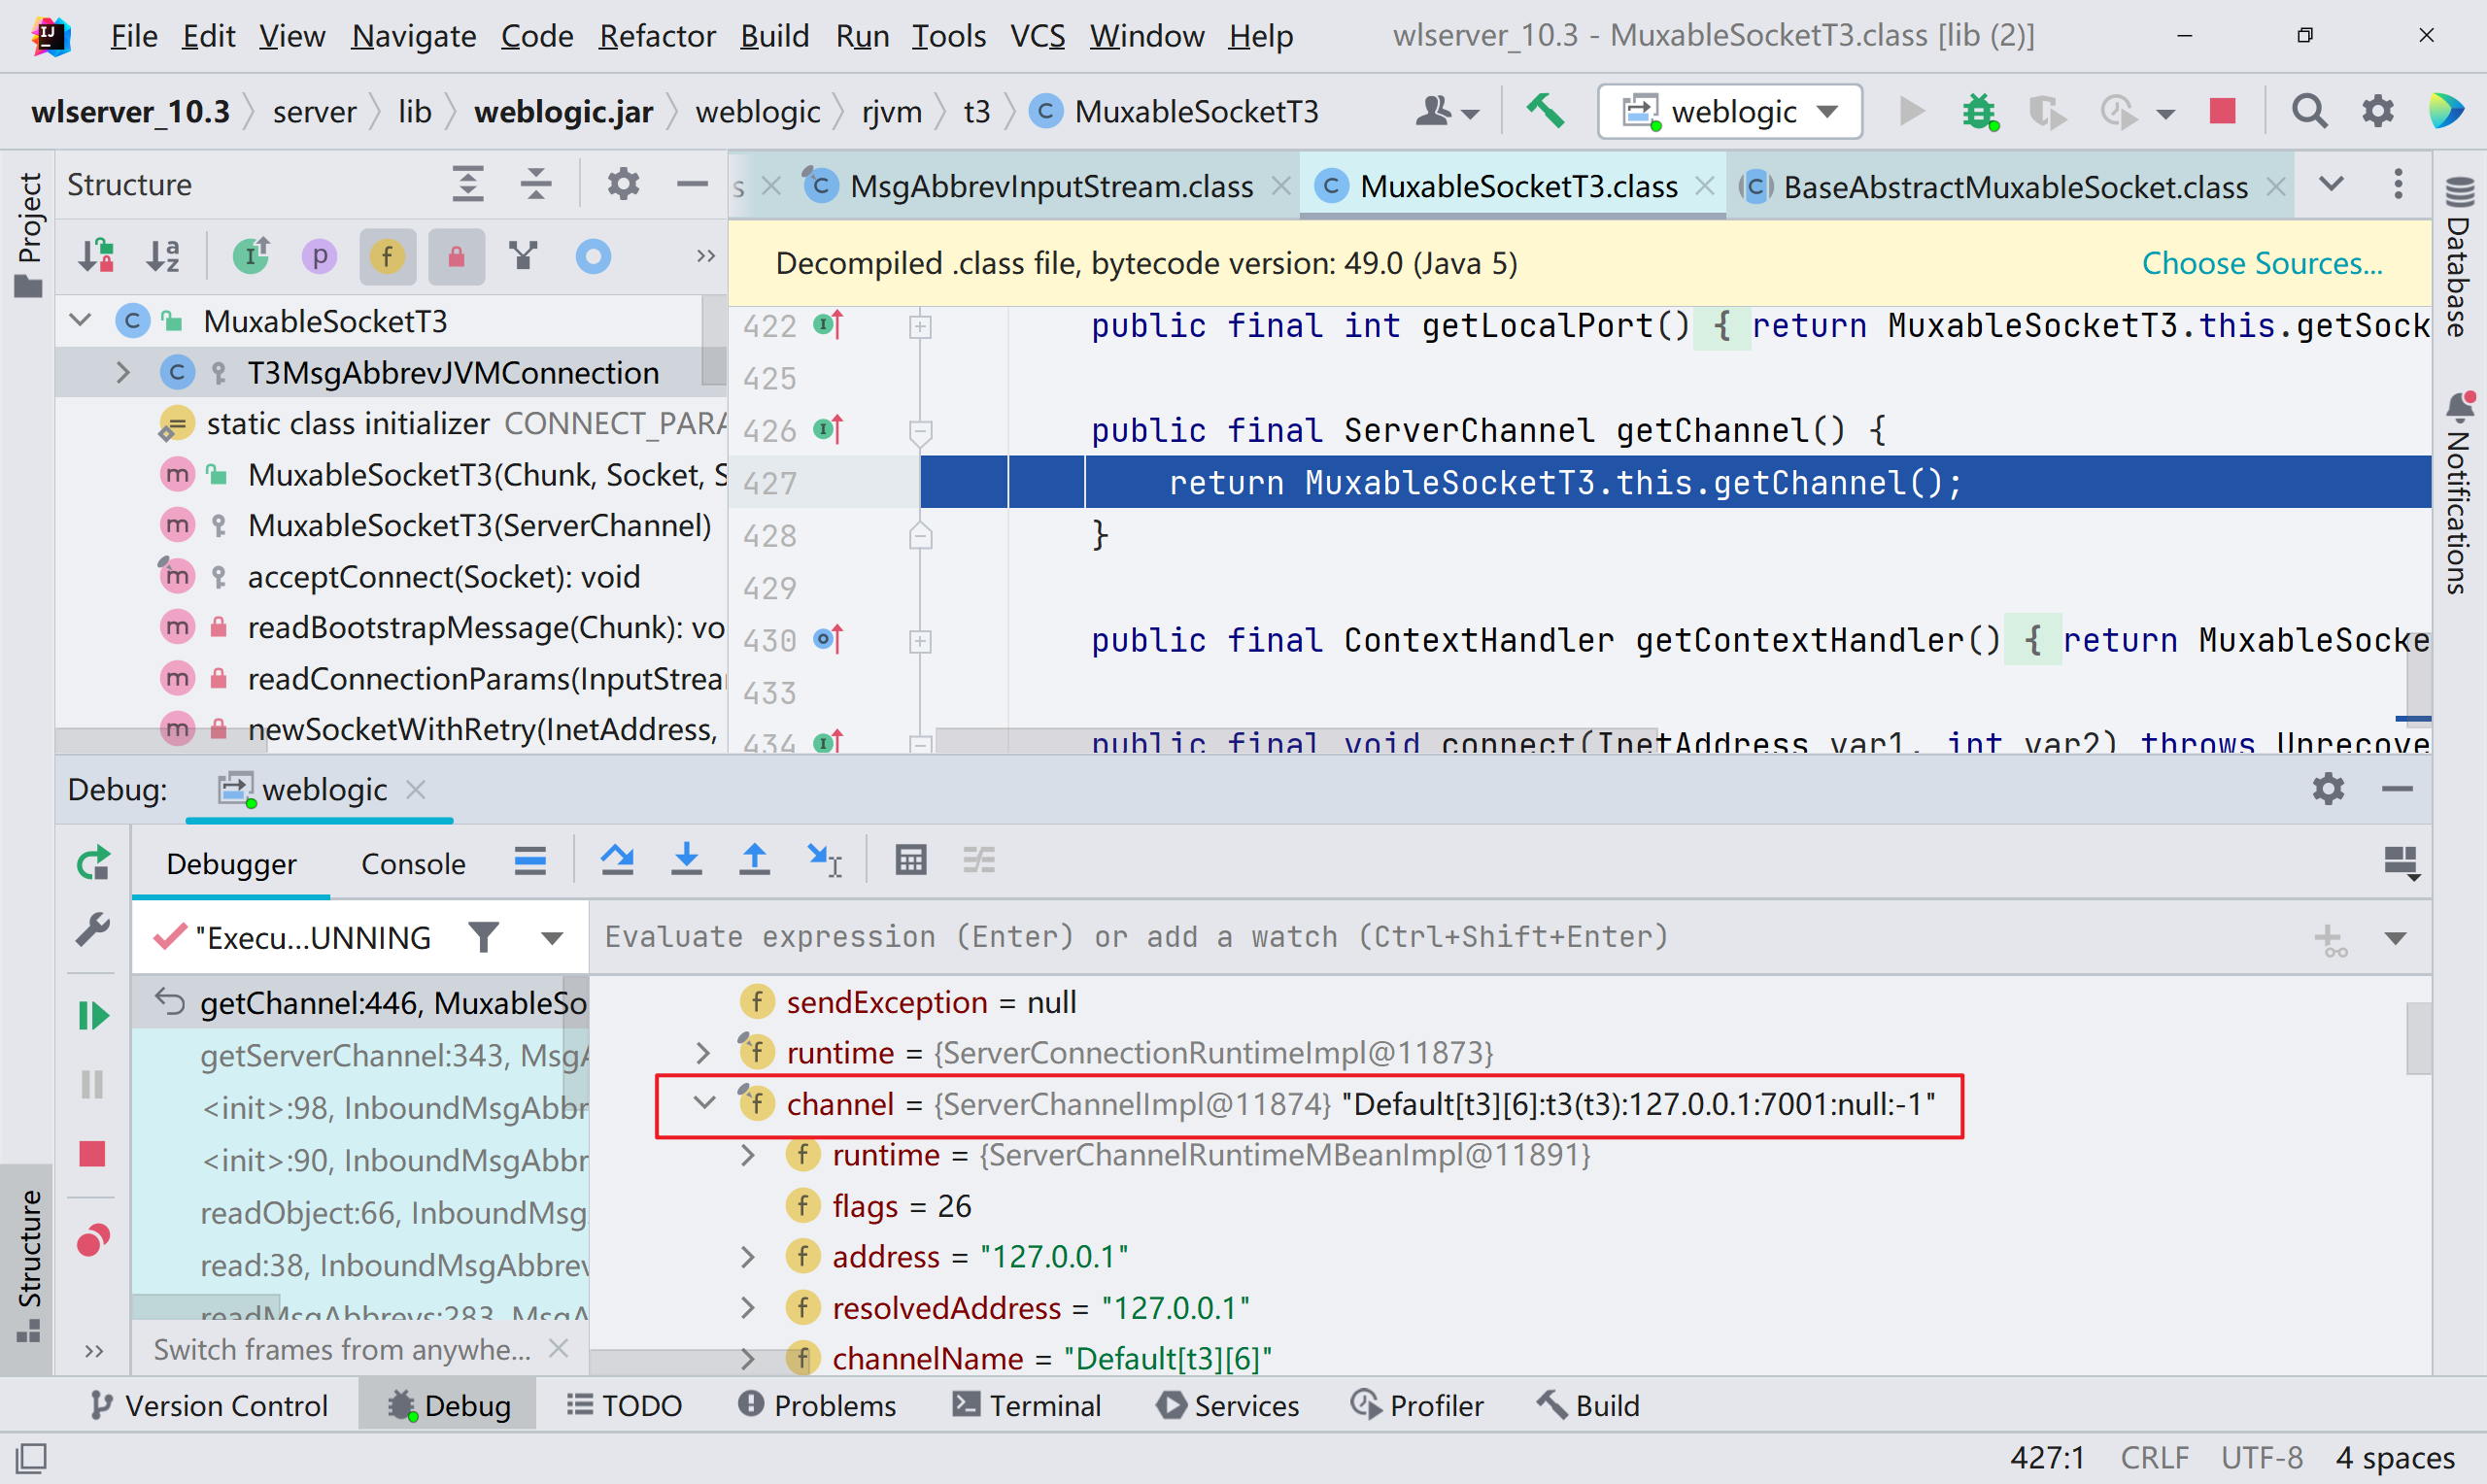 File Edit View Navigate Code Refactor Build Run Tools VCS Window Help wlserver_10.3 - MuxableSocketT3.class [lib (2)]
wlserver_10.3 server lib weblogic.jar weblogic rjvm t3 MuxableSocketT3 weblogic
Project
Structure
s MsgAbbrevInputStream.class MuxableSocketT3.class BaseAbstractMuxableSocket.class
Decompiled .class file, bytecode version: 49.0 (Java 5) Choose Sources...
MuxableSocketT3
T3MsgAbbrevJVMConnection
static class initializer CONNECT_PARA
MuxableSocketT3(Chunk, Socket, S
MuxableSocketT3(ServerChannel)
acceptConnect(Socket): void
readBootstrapMessage(Chunk): vo
readConnectionParams(InputStrea
newSocketWithRetry(InetAddress,
422 public final int getLocalPort() { return MuxableSocketT3.this.getSock
425
426 public final ServerChannel getChannel() {
427 return MuxableSocketT3.this.getChannel();
428 }
429
430 public final ContextHandler getContextHandler() { return MuxableSocke
433
434 public final void connect(InetAddress var1, int var2) throws Unrecove
Database
Notifications
Debug: weblogic
Debugger Console
"Execu...UNNING
Evaluate expression (Enter) or add a watch (Ctrl+Shift+Enter)
getChannel:446, MuxableSo
getServerChannel:343, MsgA
<init>:98, InboundMsgAbbr
<init>:90, InboundMsgAbbr
readObject:66, InboundMsg
read:38, InboundMsgAbbrev
readMsgAbbrevs:283, MsgA
Switch frames from anywhe...
sendException = null
runtime = {ServerConnectionRuntimeImpl@11873}
channel = {ServerChannelImpl@11874} "Default[t3][6]:t3(t3):127.0.0.1:7001:null:-1"
runtime = {ServerChannelRuntimeMBeanImpl@11891}
flags = 26
address = "127.0.0.1"
resolvedAddress = "127.0.0.1"
channelName = "Default[t3][6]"
Structure
Version Control Debug TODO Problems Terminal Services Profiler Build
427:1 CRLF UTF-8 4 spaces